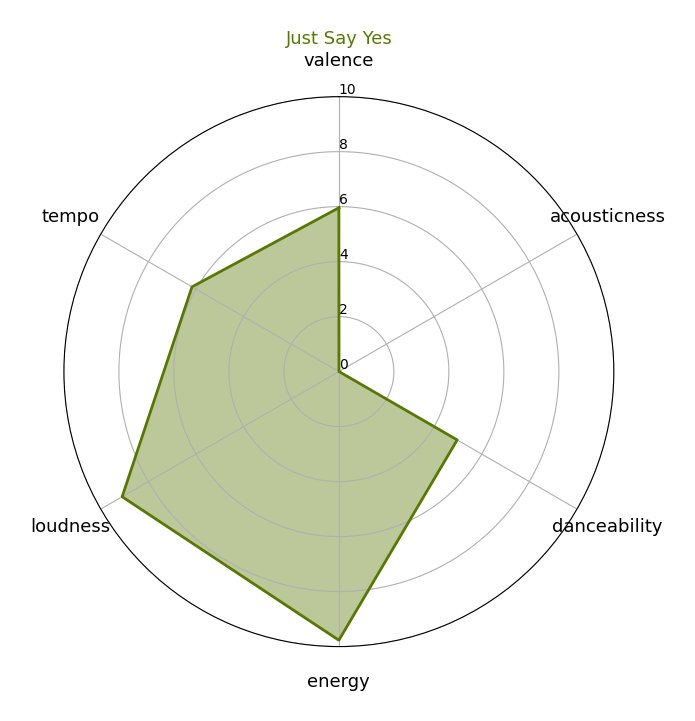 Just Say Yes
valence
10
8
6
4
2
0
tempo
acousticness
loudness
danceability
energy